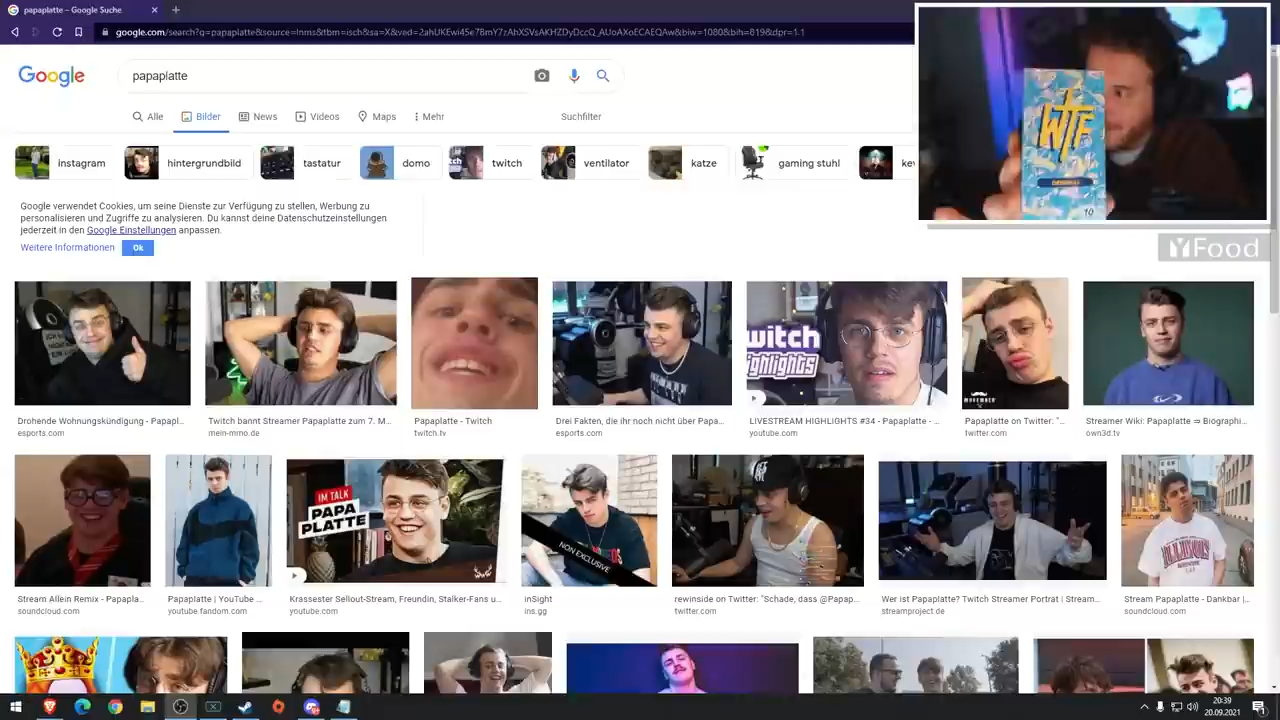 papaplatte – Google Suche
google.com/search?q=papaplatte&source=lnms&tbm=isch&sa=X&ved=2ahUKEwi45e78mY7zAhXSVsAKHZDyDccQ_AUoAXoECAEQAw&biw=1080&bih=819&dpr=1.1
Google
papaplatte
Alle
Bilder
News
Videos
Maps
Mehr
Suchfilter
instagram
hintergrundbild
tastatur
domo
twitch
ventilator
katze
gaming stuhl
WTF
10
YFood
Google verwendet Cookies, um seine Dienste zur Verfügung zu stellen, Werbung zu
personalisieren und Zugriffe zu analysieren. Du kannst deine Datenschutzeinstellungen
jederzeit in den Google Einstellungen anpassen.
Weitere Informationen
Ok
witch
ighlights
MOVEMBER
Drohende Wohnungskündigung - Papapl...
esports.com
Twitch bannt Streamer Papaplatte zum 7. M...
mein-mmo.de
Papaplatte - Twitch
twitch.tv
Drei Fakten, die ihr noch nicht über Papa...
esports.com
LIVESTREAM HIGHLIGHTS #34 - Papaplatte - ...
youtube.com
Papaplatte on Twitter: "...
twitter.com
Streamer Wiki: Papaplatte ⇒ Biographi...
own3d.tv
IM TALK
PAPA
PLATTE
NON EXCLUSIVE
Stream Allein Remix - Papapla...
soundcloud.com
Papaplatte | YouTube ...
youtube.fandom.com
Krassester Sellout-Stream, Freundin, Stalker-Fans u...
youtube.com
inSight
ins.gg
rewinside on Twitter: "Schade, dass @Papap...
twitter.com
Wer ist Papaplatte? Twitch Streamer Portrat | Stream...
streamproject.de
Stream Papaplatte - Dankbar |...
soundcloud.com
20:39
20.09.2021